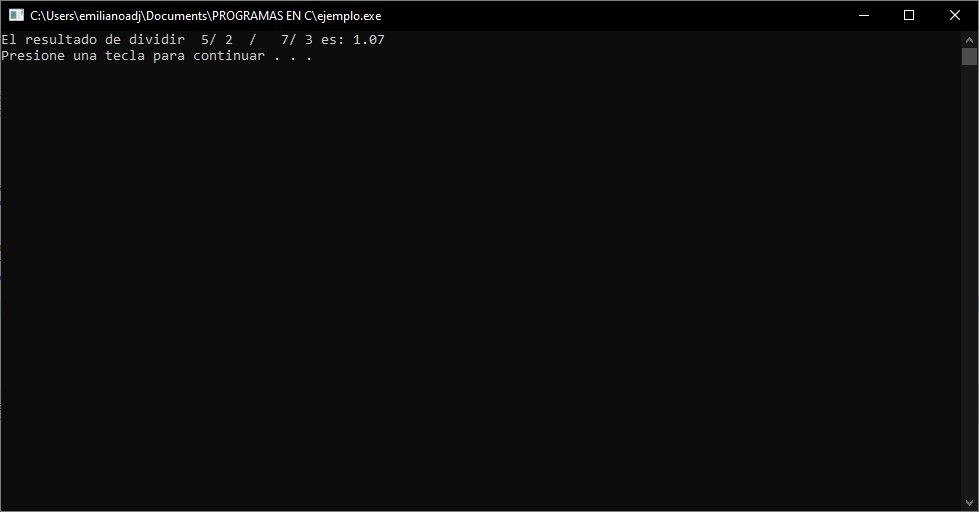 C:\Users\emilianoadj\Documents\PROGRAMAS EN C\ejemplo.exe
El resultado de dividir  5/ 2  /   7/ 3 es: 1.07
Presione una tecla para continuar . . .